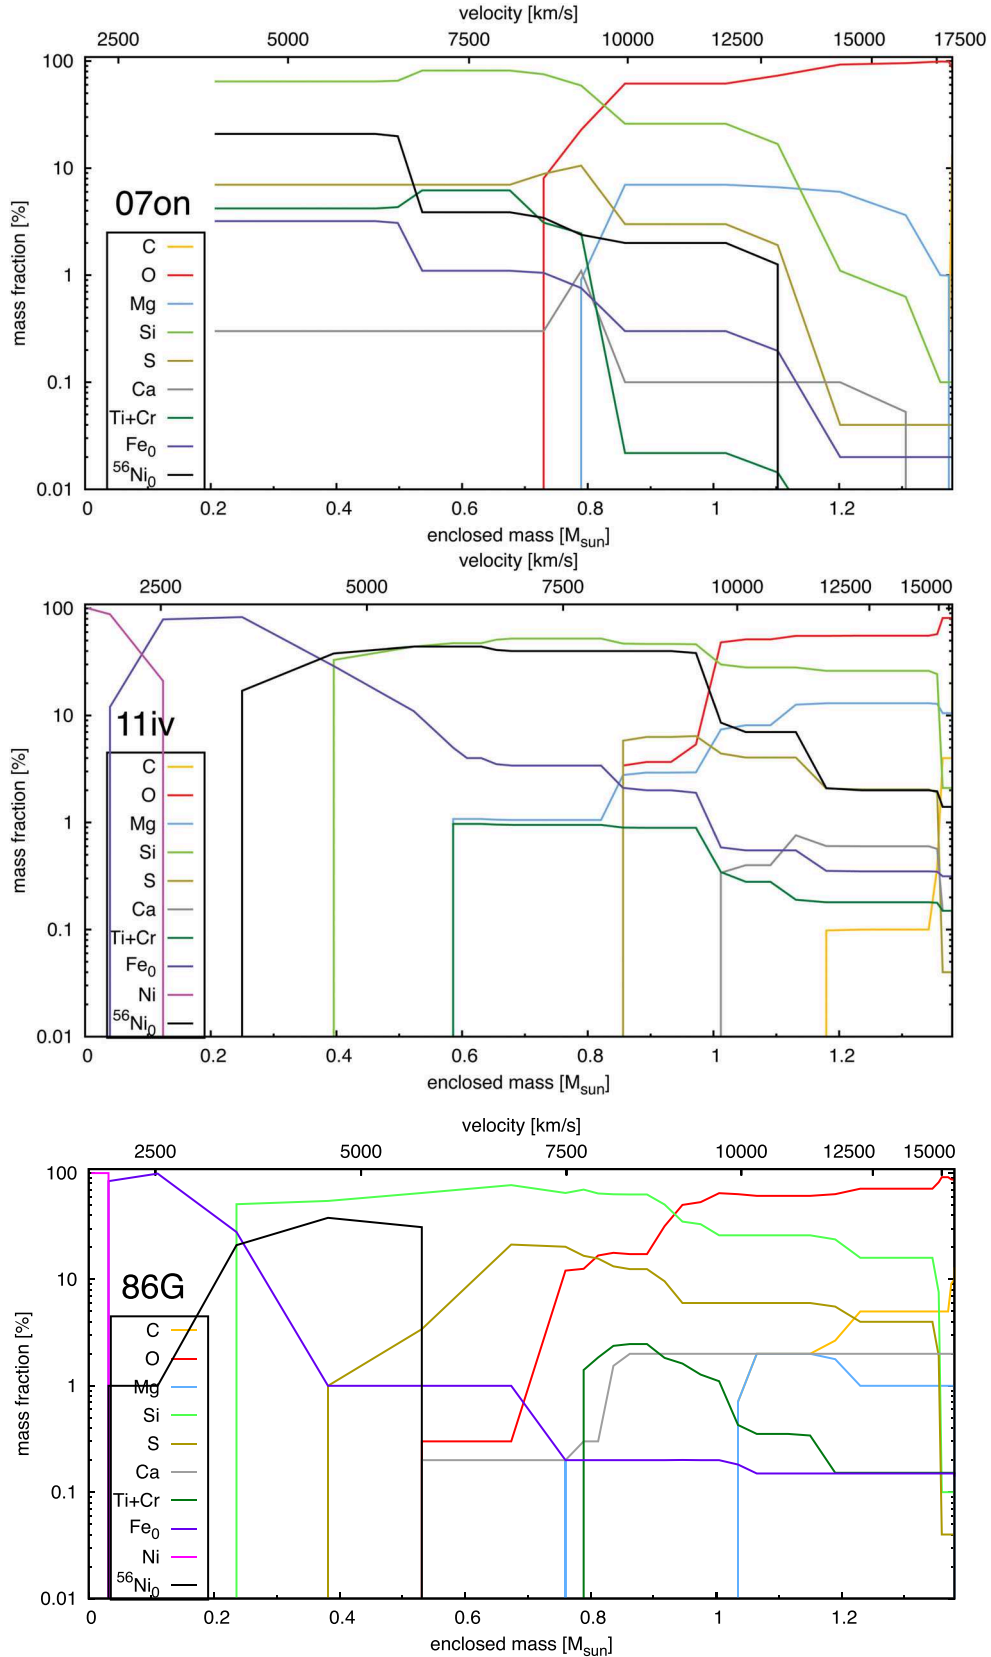 velocity [km/s]
2500 5000 7500 10000 12500 15000 17500
100
10
1
0.1
0.01
mass fraction [%]
07on
C
O
Mg
Si
S
Ca
Ti+Cr
Fe0
56Ni0
0 0.2 0.4 0.6 0.8 1 1.2
enclosed mass [Msun]
velocity [km/s]
2500 5000 7500 10000 12500 15000
100
10
1
0.1
0.01
mass fraction [%]
11iv
C
O
Mg
Si
S
Ca
Ti+Cr
Fe0
Ni
56Ni0
0 0.2 0.4 0.6 0.8 1 1.2
enclosed mass [Msun]
velocity [km/s]
2500 5000 7500 10000 12500 15000
100
10
1
0.1
0.01
mass fraction [%]
86G
C
O
Mg
Si
S
Ca
Ti+Cr
Fe0
Ni
56Ni0
0 0.2 0.4 0.6 0.8 1 1.2
enclosed mass [Msun]